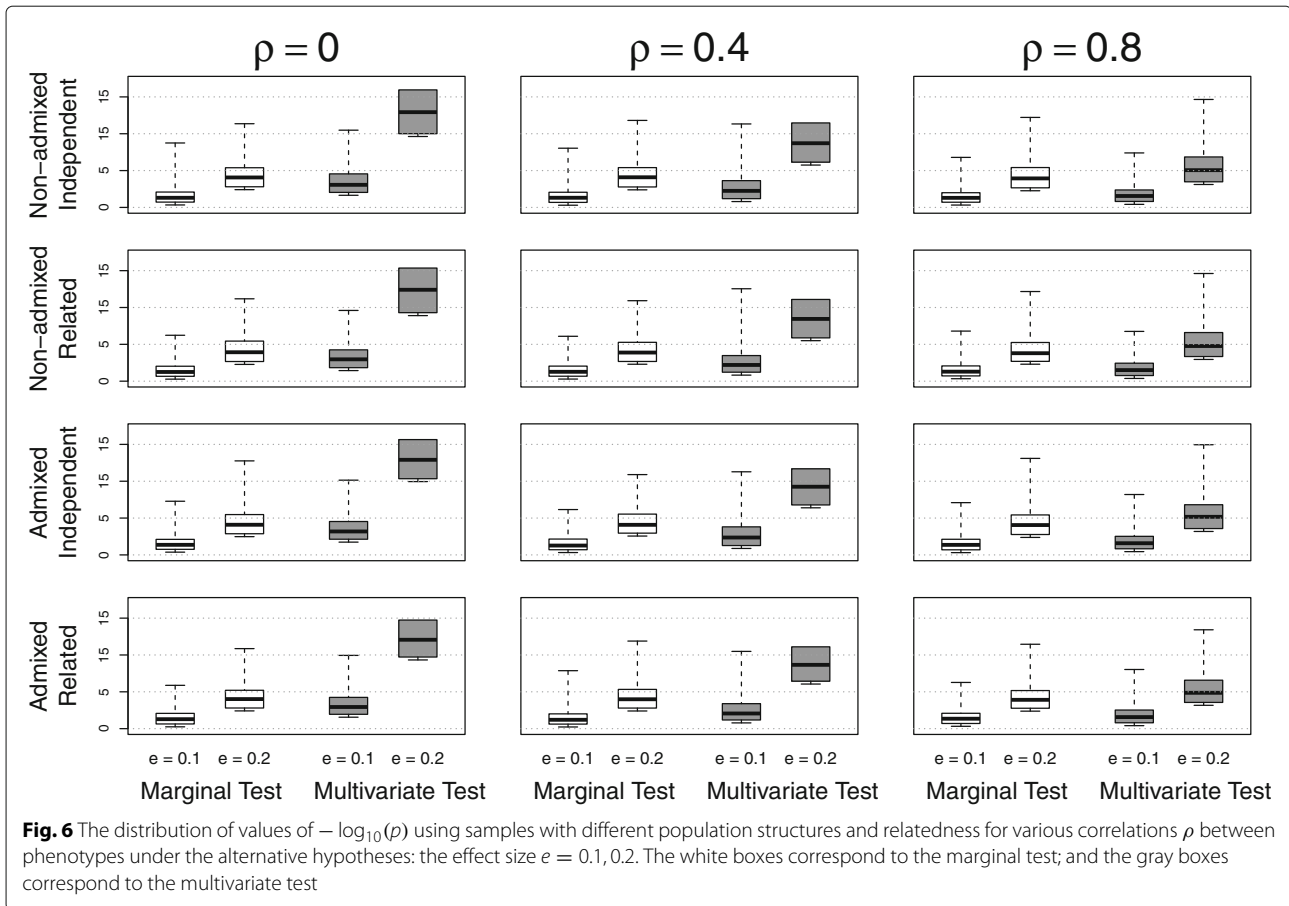 ρ = 0 ρ = 0.4 ρ = 0.8
Non−admixed
Independent
15
15
5
0
Non−admixed
Related
15
15
5
0
Admixed
Independent
15
15
5
0
Admixed
Related
15
15
5
0
e = 0.1 e = 0.2 e = 0.1 e = 0.2 e = 0.1 e = 0.2 e = 0.1 e = 0.2 e = 0.1 e = 0.2 e = 0.1 e = 0.2
Marginal Test Multivariate Test Marginal Test Multivariate Test Marginal Test Multivariate Test
Fig. 6 The distribution of values of − log10(p) using samples with different population structures and relatedness for various correlations ρ between
phenotypes under the alternative hypotheses: the effect size e = 0.1, 0.2. The white boxes correspond to the marginal test; and the gray boxes
correspond to the multivariate test